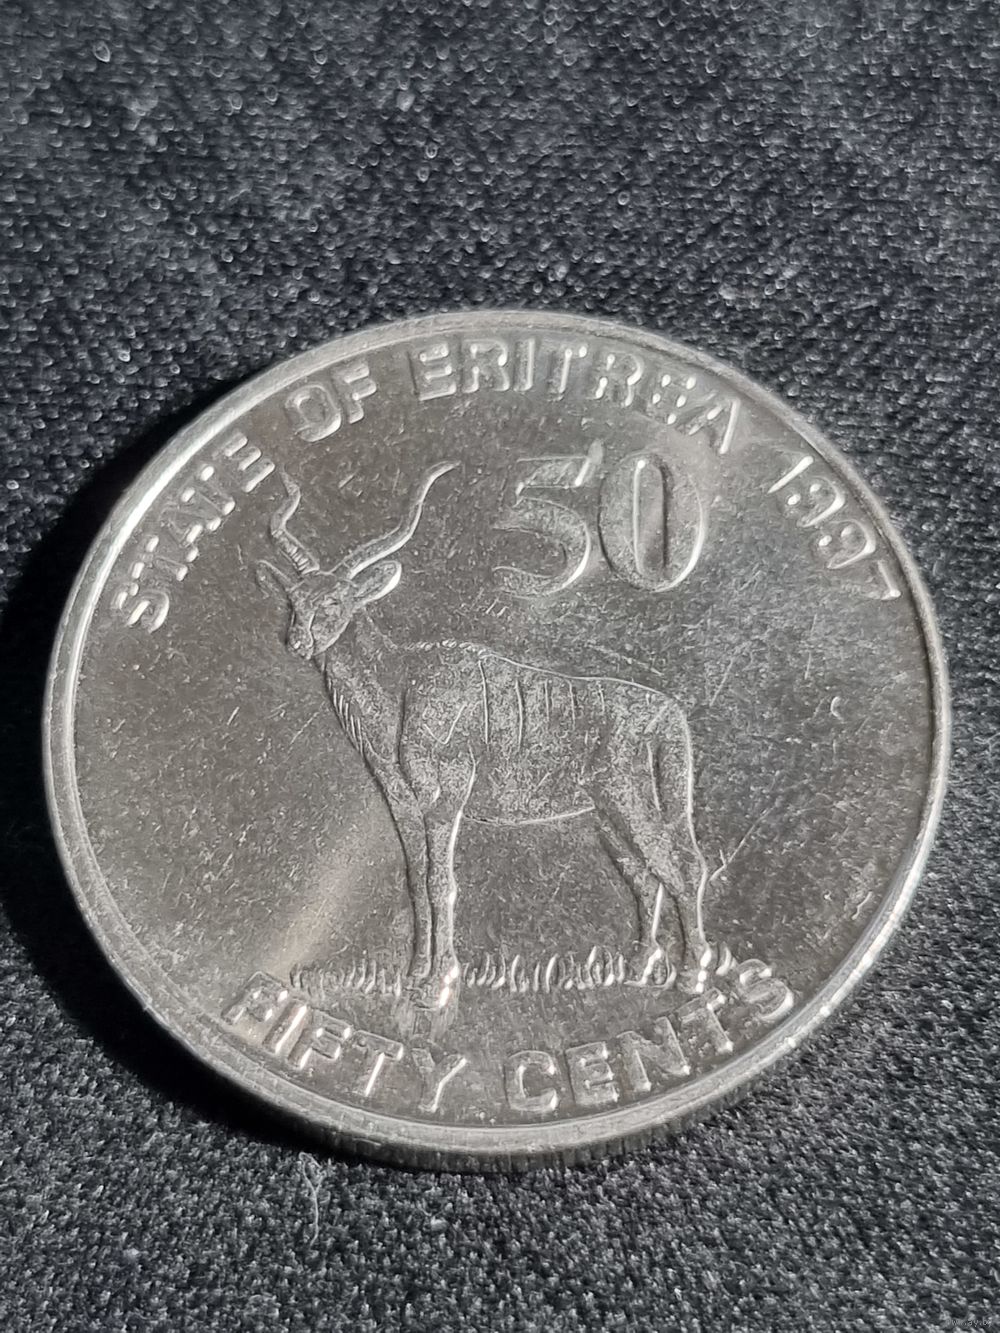 STATE OF ERITREA 1997
50
FIFTY CENTS